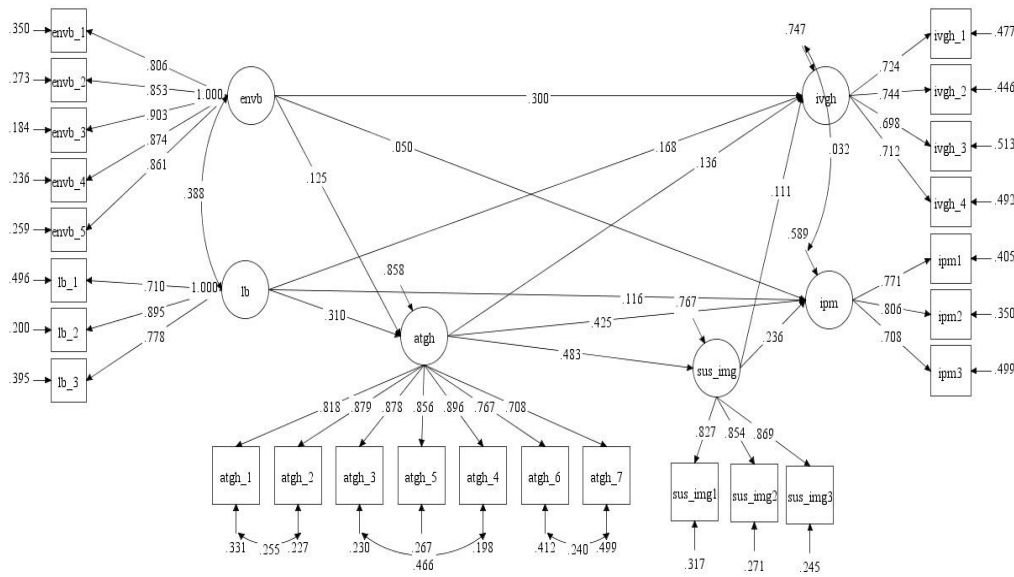 .350
envb_1
.806
.273
envb_2
.853
1.000
envb
.184
envb_3
.903
.236
envb_4
.874
.259
envb_5
.861
.388
.496
lb_1
.710
1.000
lb
.200
lb_2
.895
.395
lb_3
.778
.300
.050
.125
.168
.136
.111
.310
.116
.425
.483
.236
.858
atgh
.767
sus_img
.747
ivgh
.032
.589
ipm
.724
ivgh_1
.477
.744
ivgh_2
.446
.698
ivgh_3
.513
.712
ivgh_4
.492
.771
ipm1
.405
.806
ipm2
.350
.708
ipm3
.499
.818
.879
.878
.856
.896
.767
.708
atgh_1
atgh_2
atgh_3
atgh_5
atgh_4
atgh_6
atgh_7
.331
.255
.227
.230
.267
.198
.466
.412
.240
.499
.827
.854
.869
sus_img1
sus_img2
sus_img3
.317
.271
.245